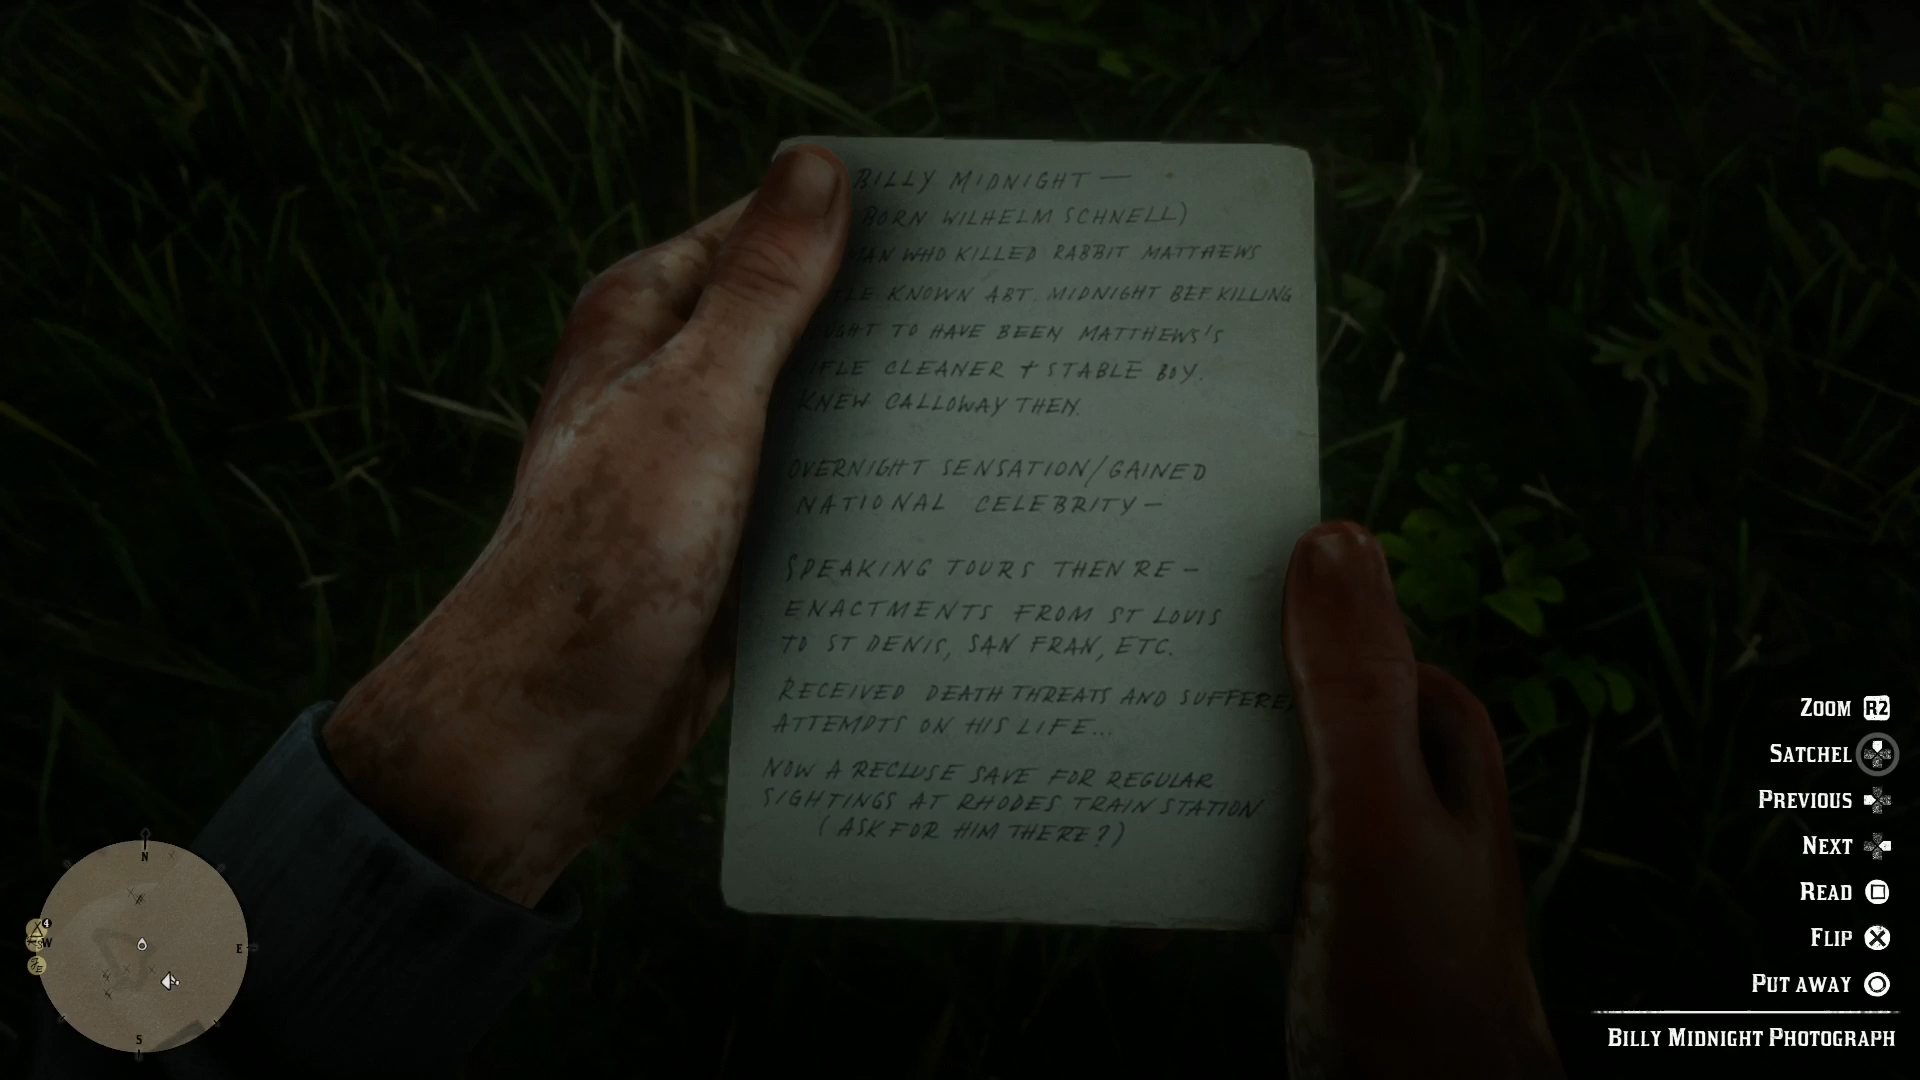 BILLY MIDNIGHT —
BORN WILHELM SCHNELL)
MAN WHO KILLED RABBIT MATTHEWS
KNOWN ABT. MIDNIGHT BEF. KILLING
TO HAVE BEEN MATTHEWS'S
CLEANER + STABLE BOY.
KNEW CALLOWAY THEN.
OVERNIGHT SENSATION/GAINED
NATIONAL CELEBRITY —
SPEAKING TOURS THEN RE-
ENACTMENTS FROM ST LOUIS
TO ST DENIS, SAN FRAN, ETC.
RECEIVED DEATH THREATS AND SUFFERE
ATTEMPTS ON HIS LIFE...
NOW A RECLUSE SAVE FOR REGULAR
SIGHTINGS AT RHODES TRAIN STATION
(ASK FOR HIM THERE?)
ZOOM R2
SATCHEL
PREVIOUS
NEXT
READ
FLIP
PUT AWAY
BILLY MIDNIGHT PHOTOGRAPH
N
4
W
E
S